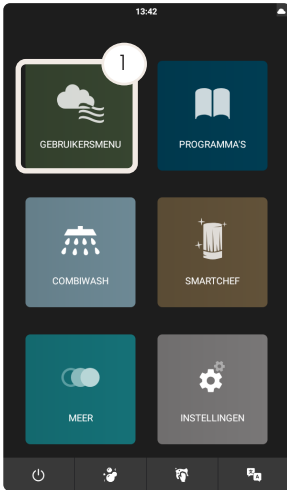 13:42
1
GEBRUIKERSMENU
PROGRAMMA'S
COMBIWASH
SMARTCHEF
MEER
INSTELLINGEN